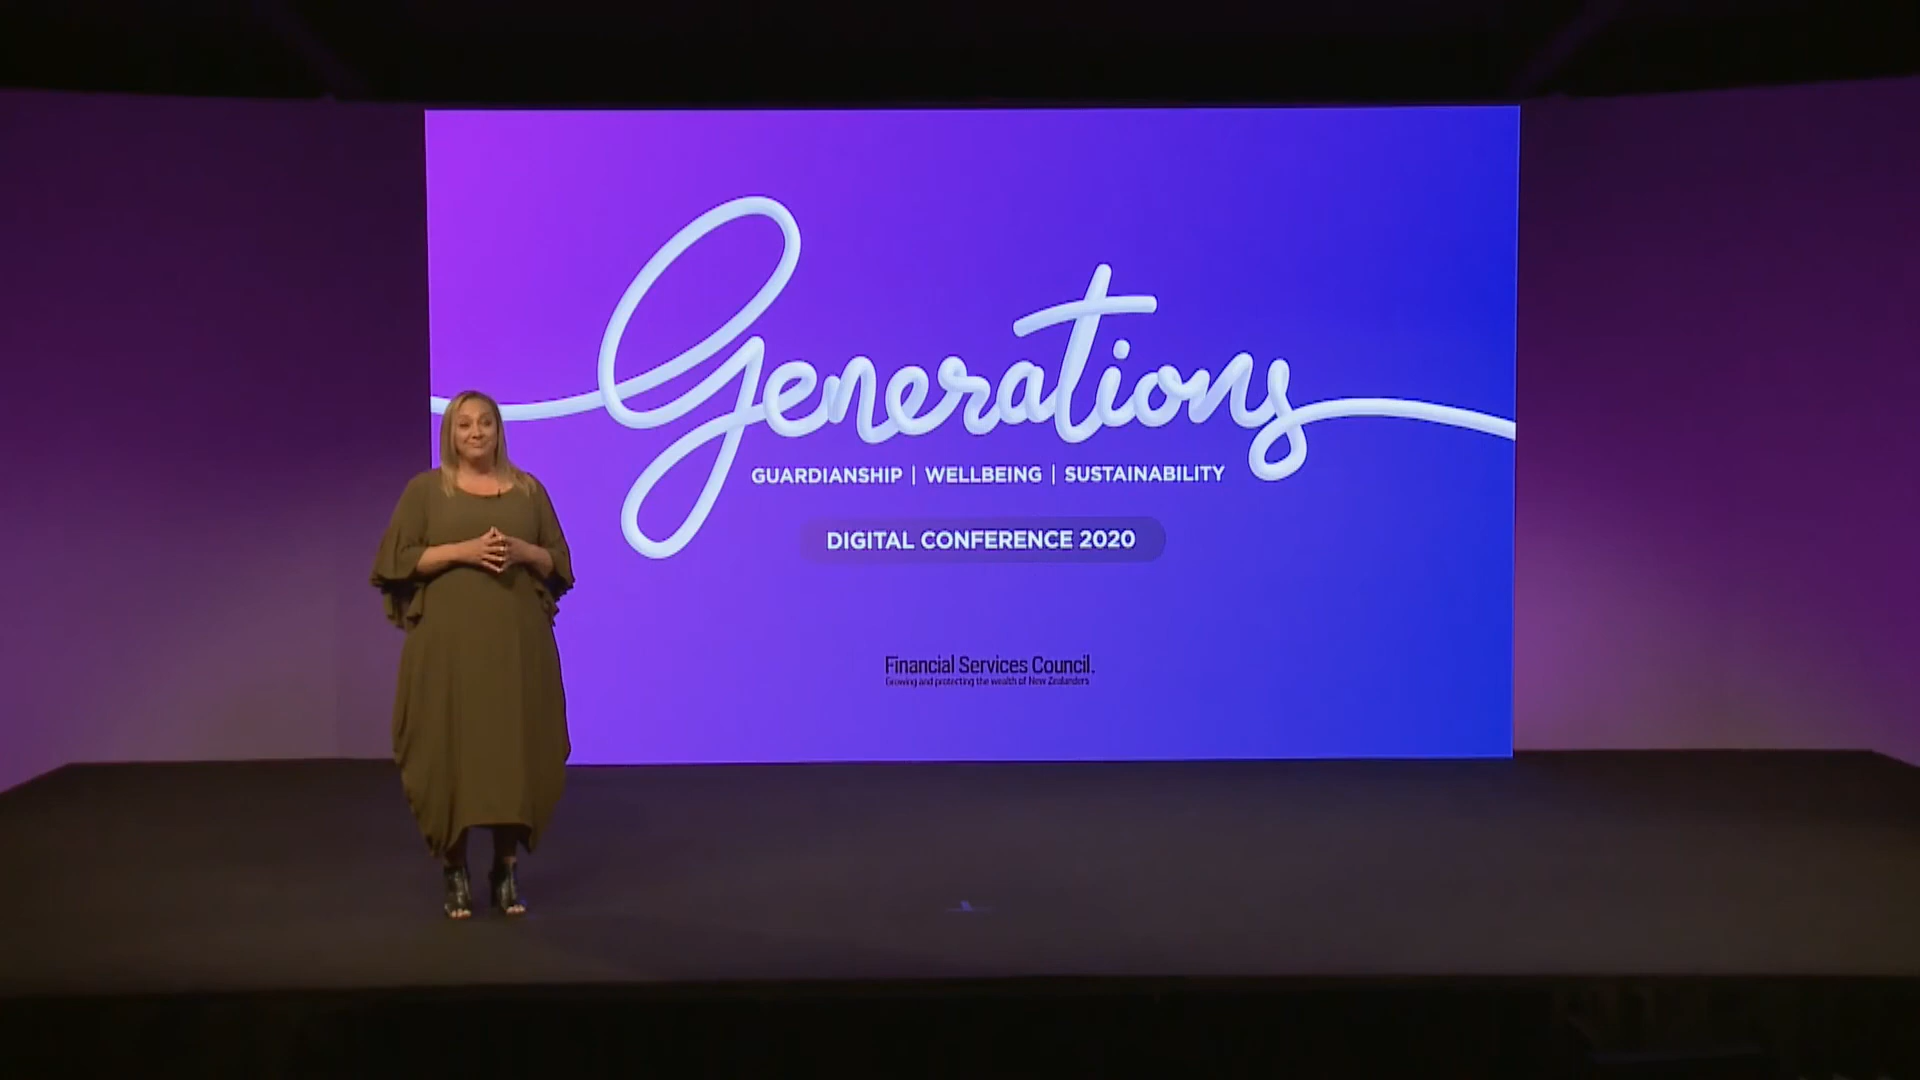 Generations
GUARDIANSHIP | WELLBEING | SUSTAINABILITY
DIGITAL CONFERENCE 2020
Financial Services Council.
Growing and protecting the wealth of New Zealanders